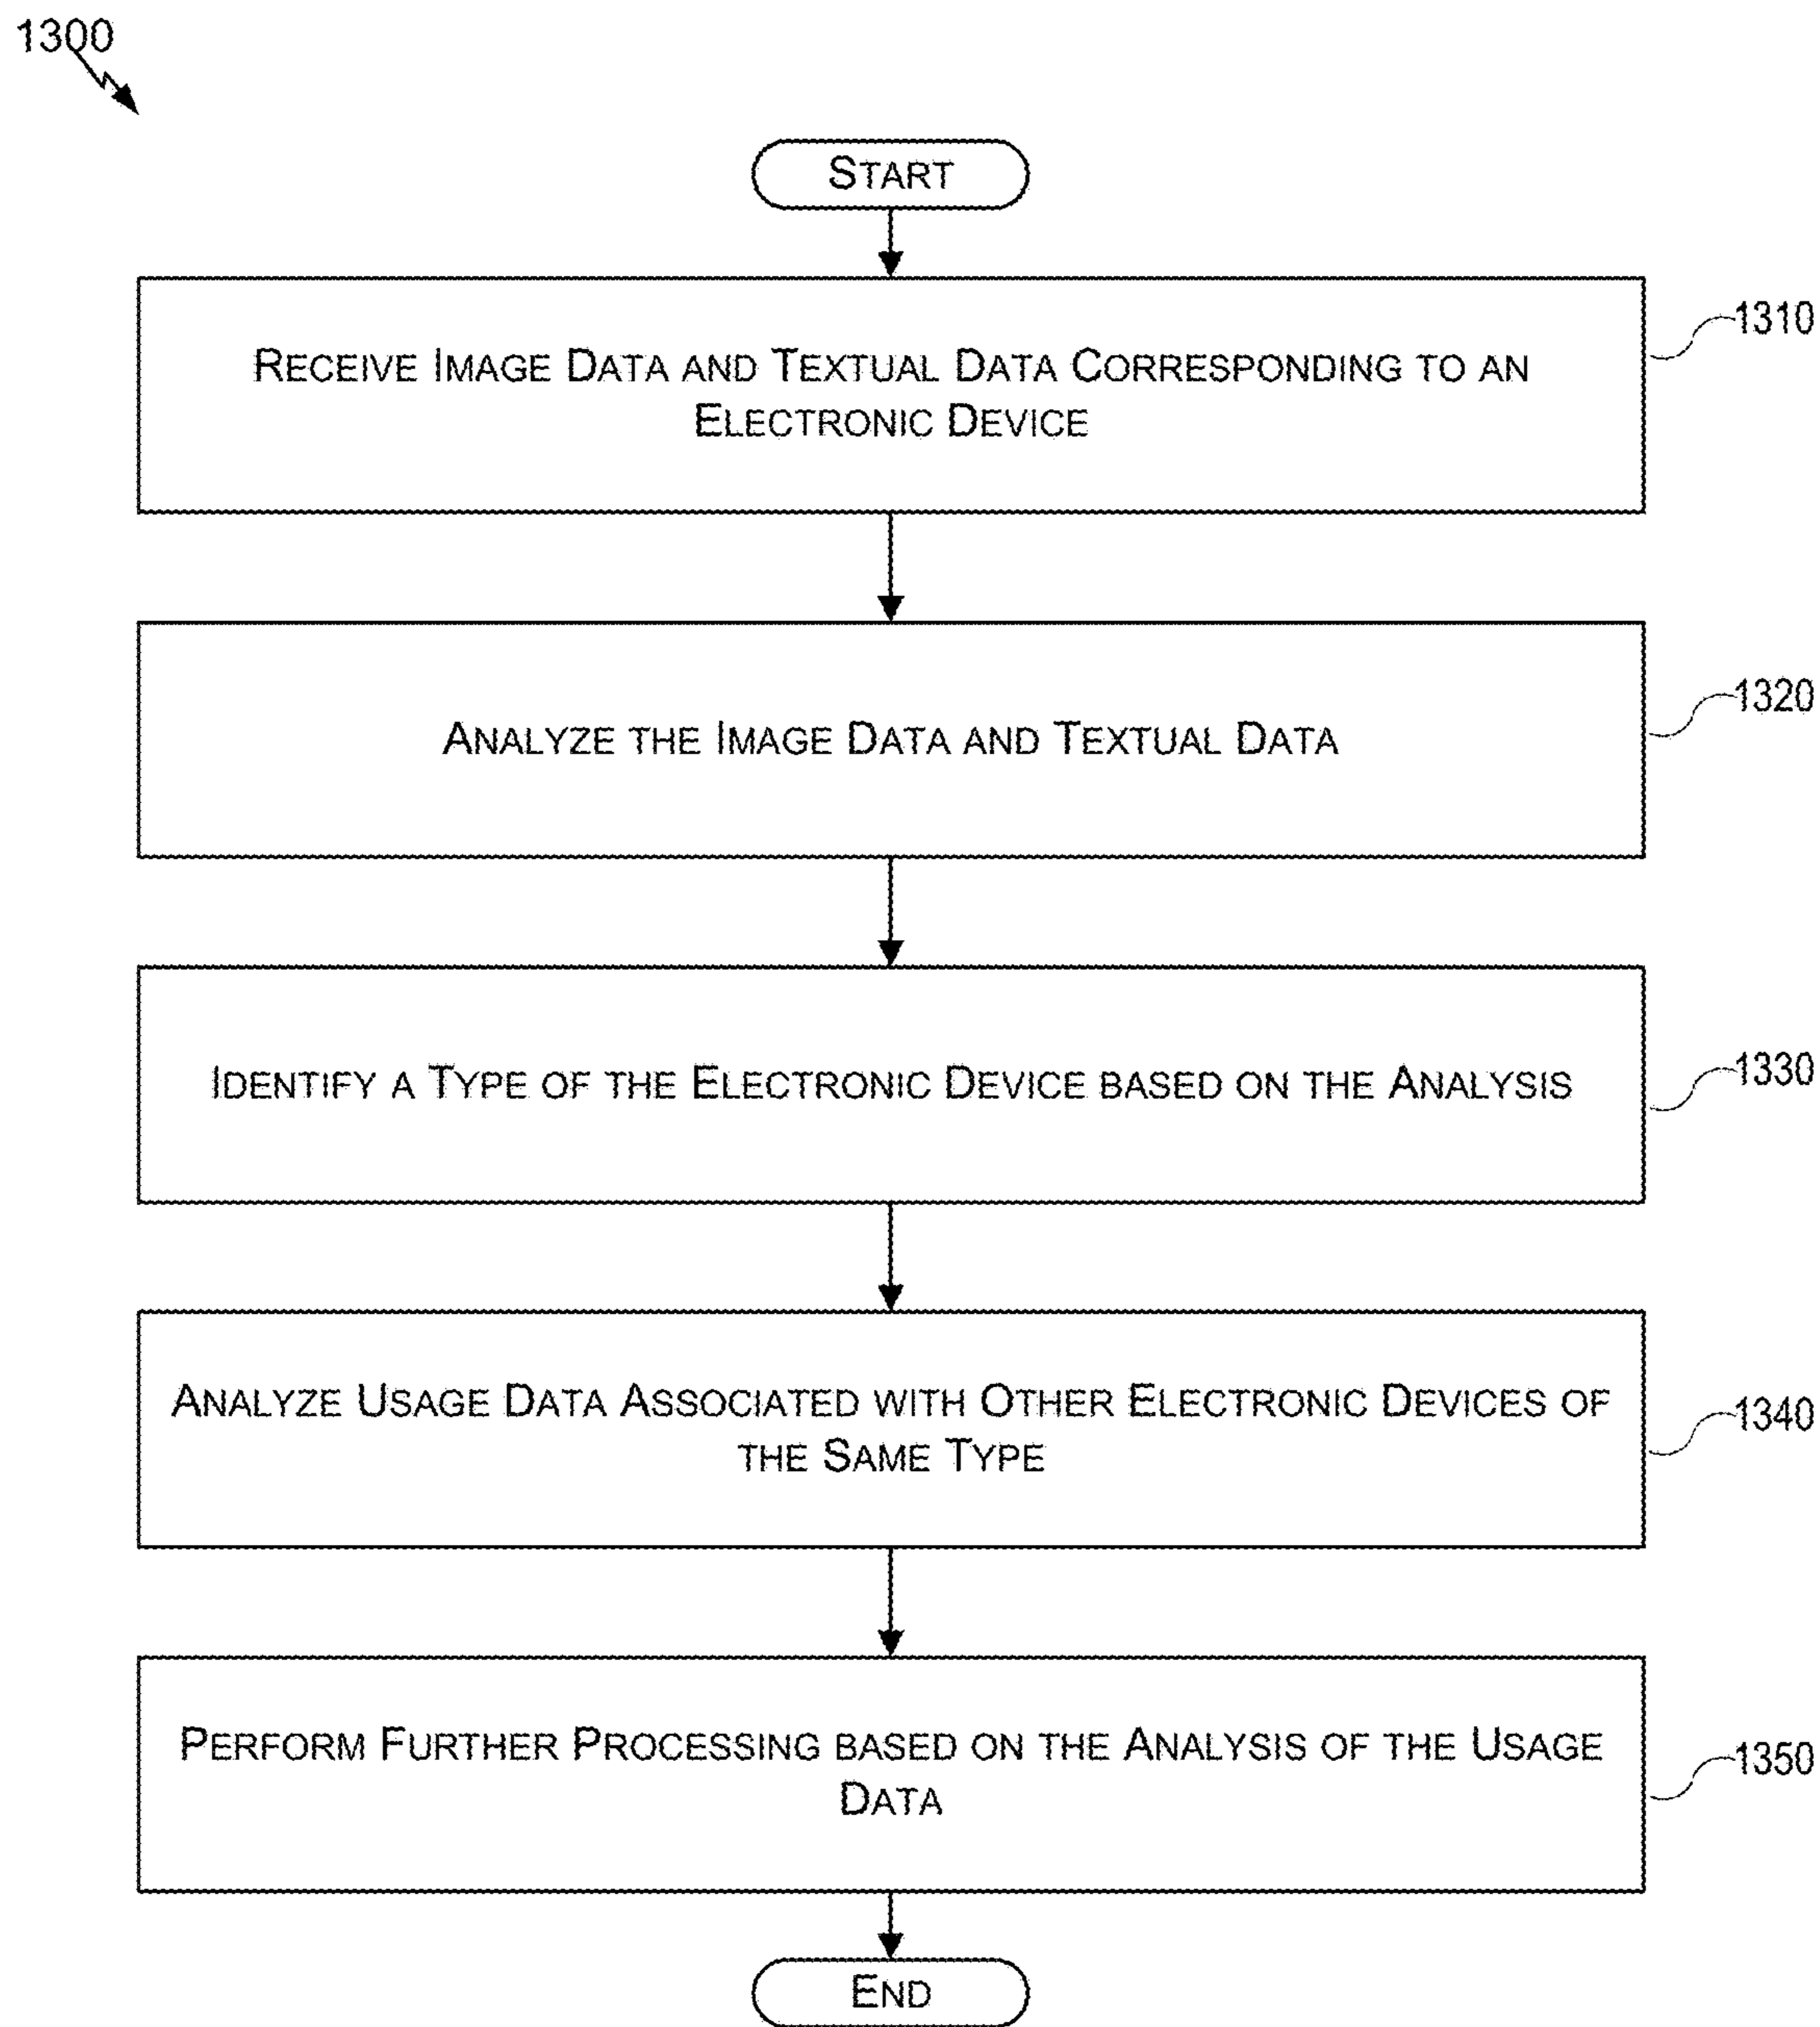 1300
START
RECEIVE IMAGE DATA AND TEXTUAL DATA CORRESPONDING TO AN
ELECTRONIC DEVICE
1310
ANALYZE THE IMAGE DATA AND TEXTUAL DATA
1320
IDENTIFY A TYPE OF THE ELECTRONIC DEVICE BASED ON THE ANALYSIS
1330
ANALYZE USAGE DATA ASSOCIATED WITH OTHER ELECTRONIC DEVICES OF
THE SAME TYPE
1340
PERFORM FURTHER PROCESSING BASED ON THE ANALYSIS OF THE USAGE
DATA
1350
END